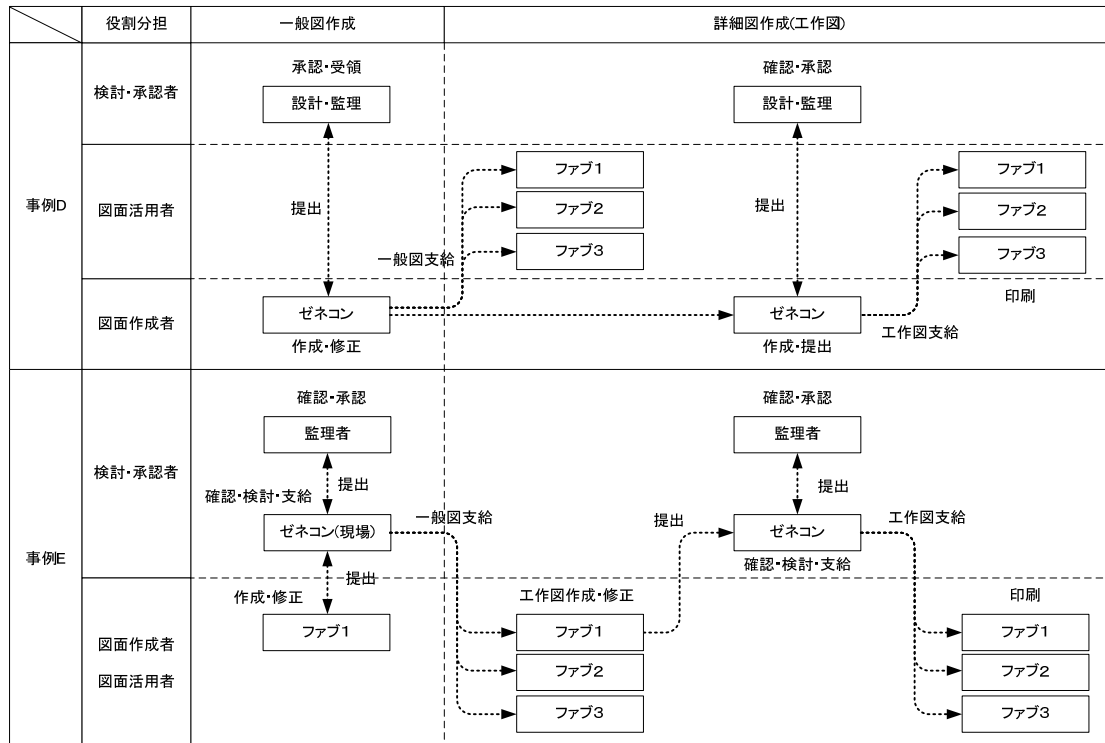 役割分担
一般図作成
詳細図作成(工作図)
事例D
検討・承認者
承認・受領
設計・監理
確認・承認
設計・監理
図面活用者
提出
一般図支給
ファブ1
ファブ2
ファブ3
提出
ファブ1
ファブ2
ファブ3
図面作成者
ゼネコン
作成・修正
ゼネコン
作成・提出
工作図支給
印刷
事例E
検討・承認者
確認・承認
監理者
提出
確認・検討・支給
ゼネコン(現場)
一般図支給
提出
確認・承認
監理者
提出
ゼネコン
確認・検討・支給
工作図支給
図面作成者
図面活用者
提出
作成・修正
ファブ1
工作図作成・修正
ファブ1
ファブ2
ファブ3
印刷
ファブ1
ファブ2
ファブ3